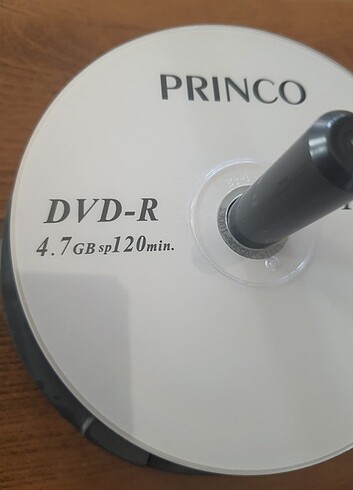 PRINCO
DVD-R
4.7GB sp120min.